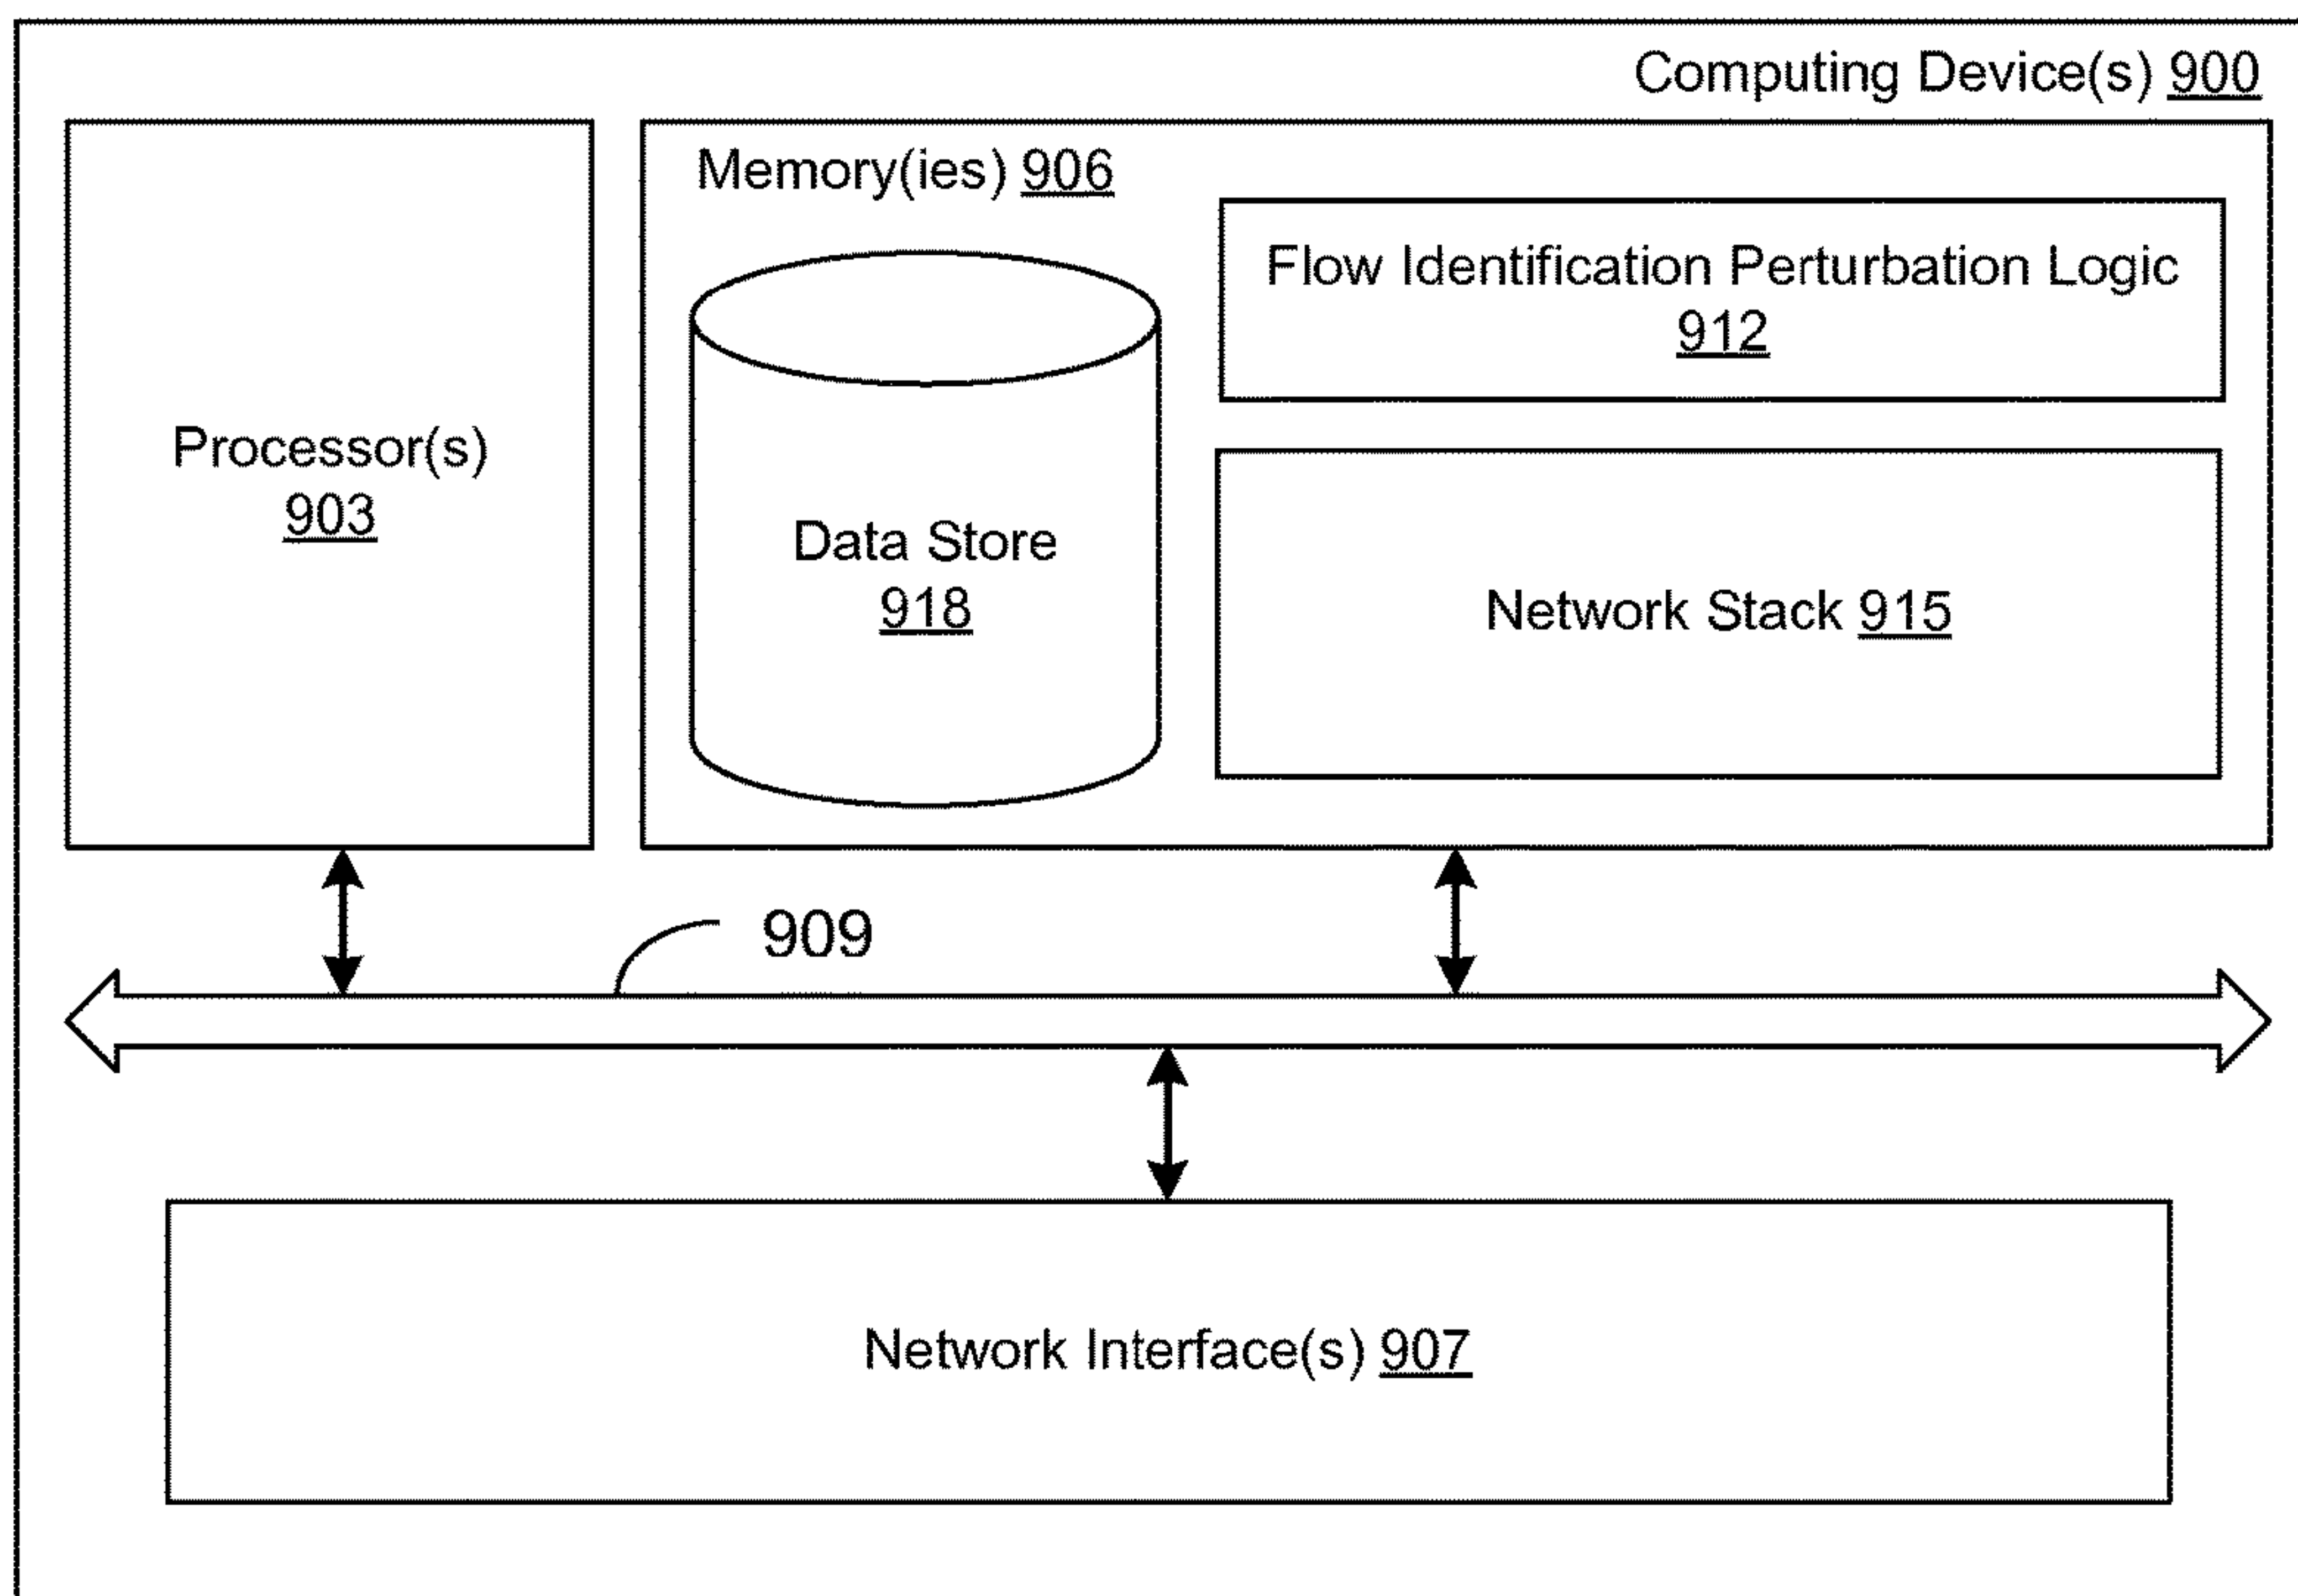 Computing Device(s) 900
Processor(s)
903
Memory(ies) 906
Data Store
918
Flow Identification Perturbation Logic
912
Network Stack 915
909
Network Interface(s) 907